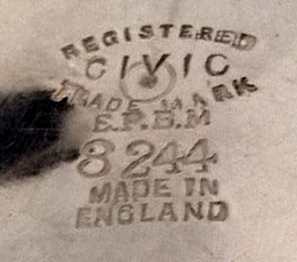 REGISTERED
CIVIC
TRADE MARK
E.P.B.M
8244
MADE IN
ENGLAND